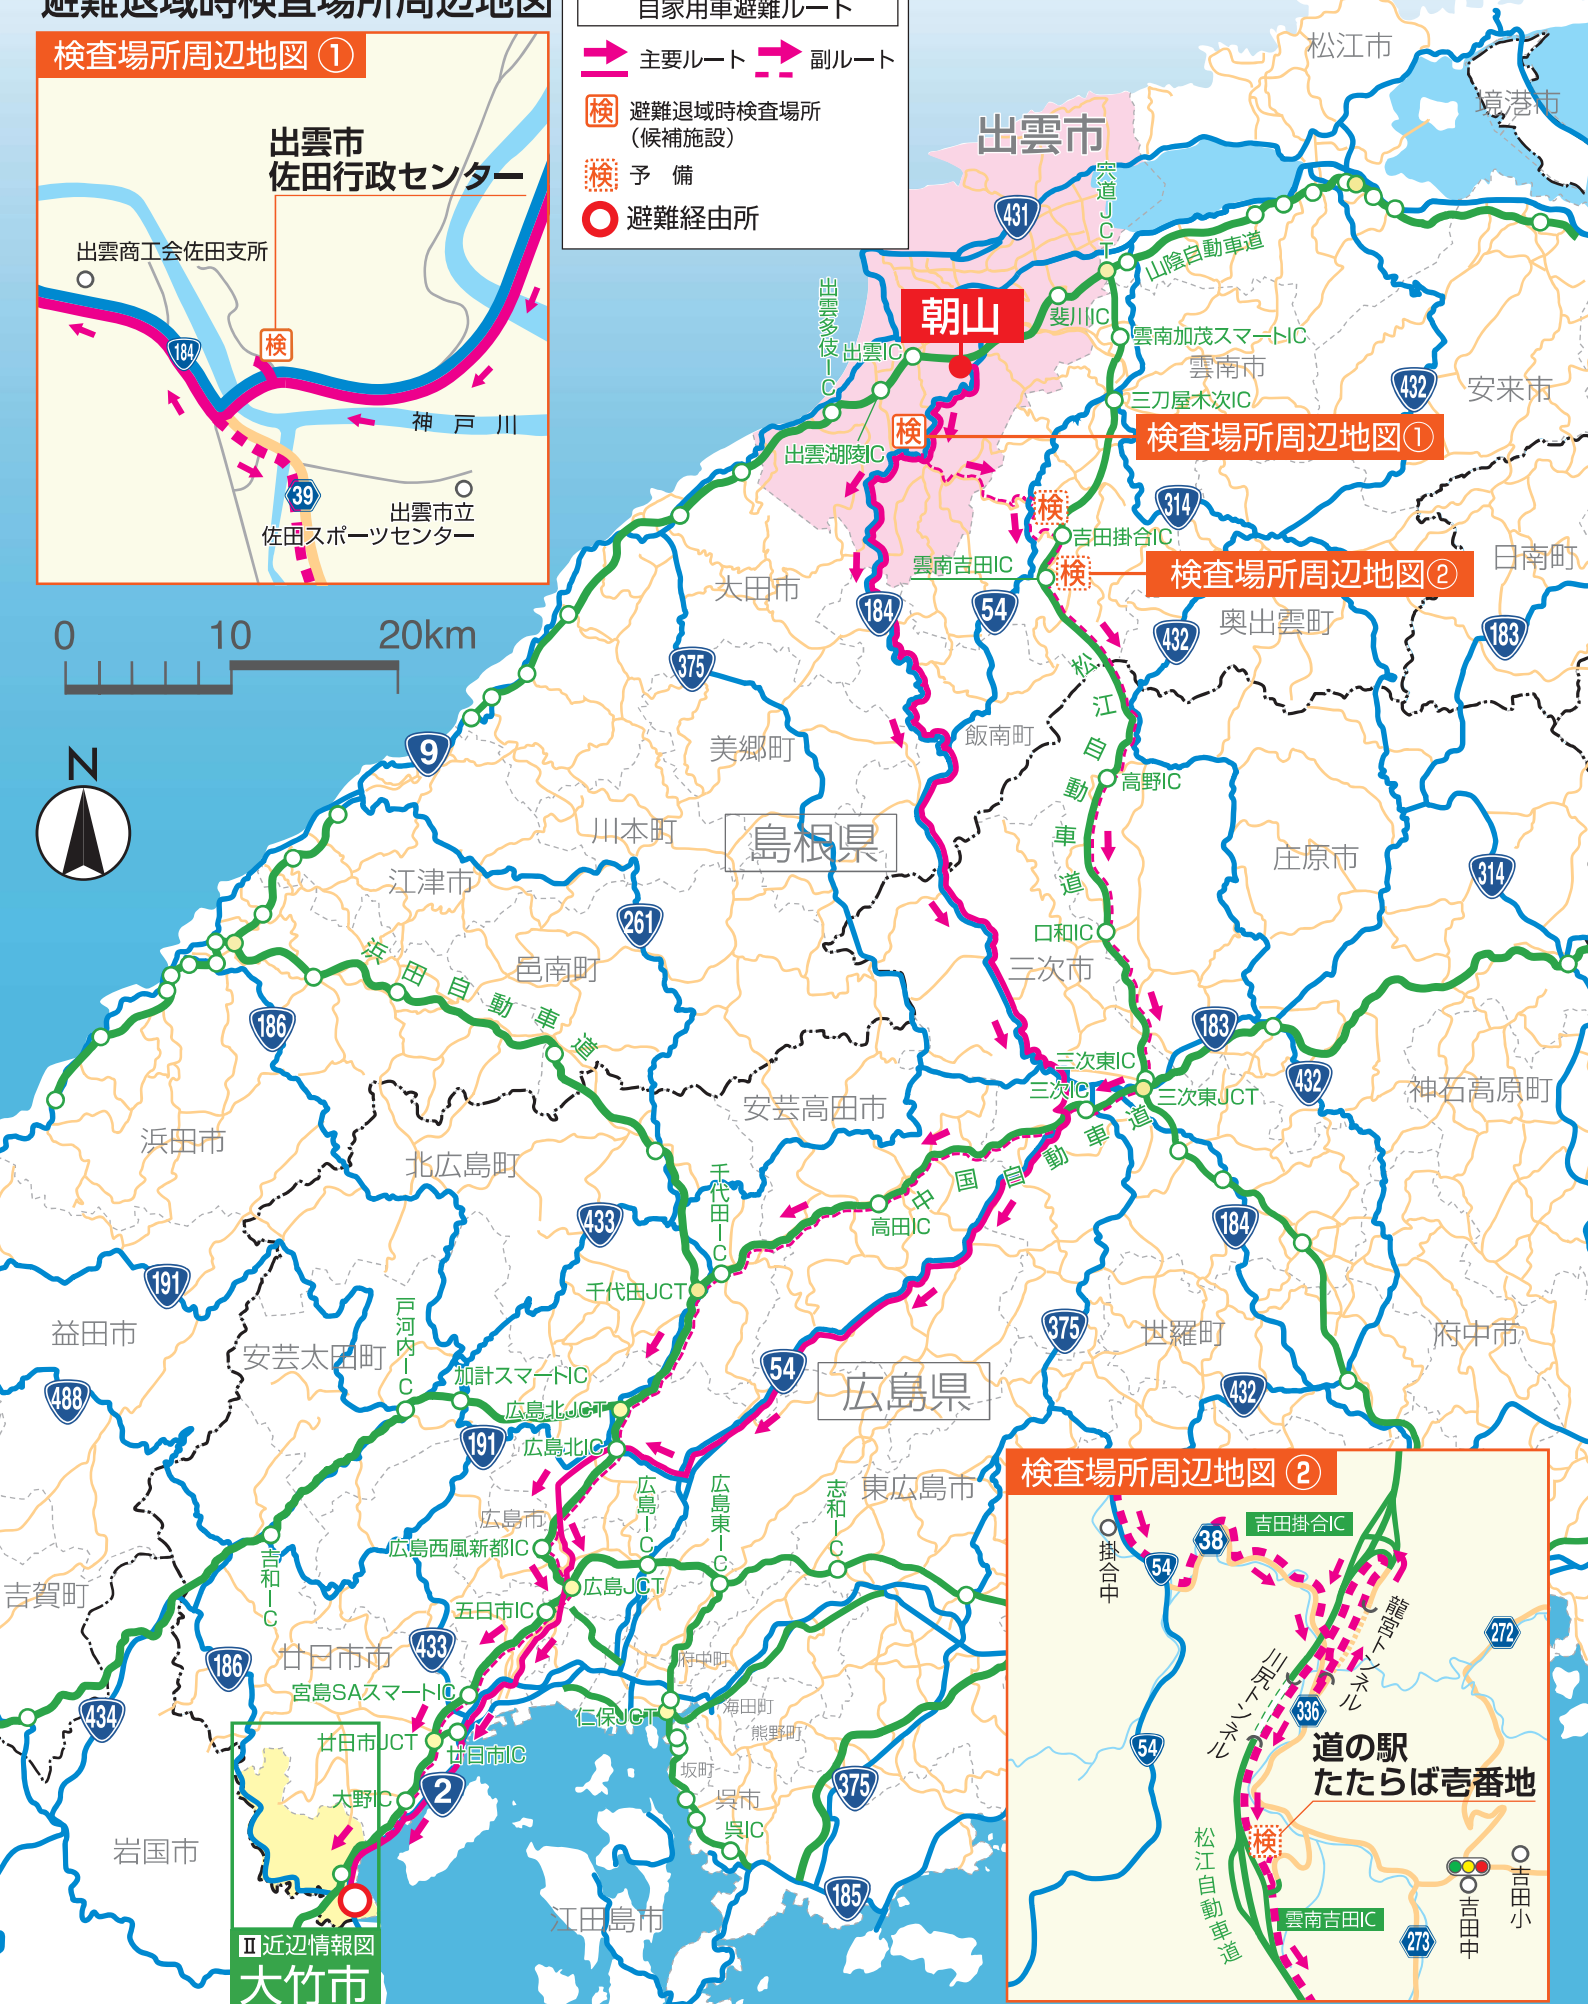 避難退域時検査場所周辺地図
検査場所周辺地図 ①
出雲市
佐田行政センター
出雲商工会佐田支所
検
184
神戸川
39
出雲市立
佐田スポーツセンター
自家用車避難ルート
主要ルート
副ルート
検
避難退域時検査場所
（候補施設）
検
予 備
避難経由所
0 10 20km
N
松江市
境港市
出雲市
宍道JCT
431
山陰自動車道
出雲多伎IC
朝山
斐川IC
出雲IC
雲南加茂スマートIC
雲南市
432
安来市
三刀屋木次IC
検
検査場所周辺地図①
出雲湖陵IC
314
検
吉田掛合IC
日南町
雲南吉田IC
検
検査場所周辺地図②
大田市
184
54
奥出雲町
432
183
375
松江自動車道
9
美郷町
飯南町
高野IC
川本町
島根県
庄原市
江津市
314
261
口和IC
浜田自動車道
邑南町
三次市
186
183
三次東IC
432
三次IC
三次東JCT
神石高原町
安芸高田市
浜田市
北広島町
中国自動車道
千代田IC
高田IC
433
184
191
千代田JCT
戸河内IC
益田市
安芸太田町
375
世羅町
府中市
54
加計スマートIC
広島県
488
432
広島北JCT
191
広島北IC
広島IC
広島東IC
志和IC
東広島市
広島市
広島西風新都IC
吉和IC
広島JCT
吉賀町
五日市IC
433
廿日市市
186
府中町
宮島SAスマートIC
434
仁保JCT
海田町
熊野町
廿日市JCT
廿日市IC
坂町
2
375
呉市
大野IC
呉IC
岩国市
185
江田島市
Ⅱ近辺情報図
大竹市
検査場所周辺地図 ②
吉田掛合IC
38
掛合中
54
龍宮トンネル
272
川尻トンネル
336
54
道の駅
たたらば壱番地
検
松江自動車道
吉田小
吉田中
雲南吉田IC
273